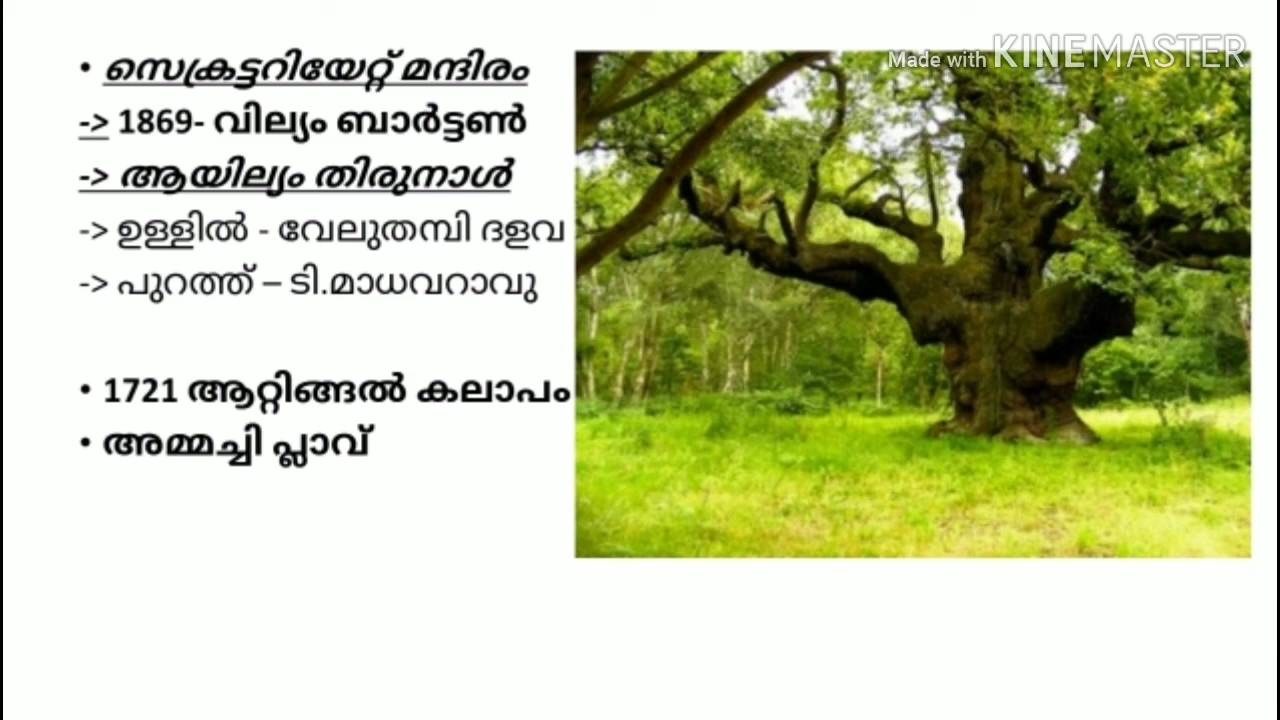 • സെക്രട്ടറിയേറ്റ് മന്ദിരം
-> 1869- വില്യം ബാർട്ടൺ
-> ആയില്യം തിരുനാൾ
-> ഉള്ളിൽ - വേലുതമ്പി ദളവ
-> പുറത്ത് – ടി.മാധവറാവു
• 1721 ആറ്റിങ്ങൽ കലാപം
• അമ്മച്ചി പ്ലാവ്
Made with KINEMASTER